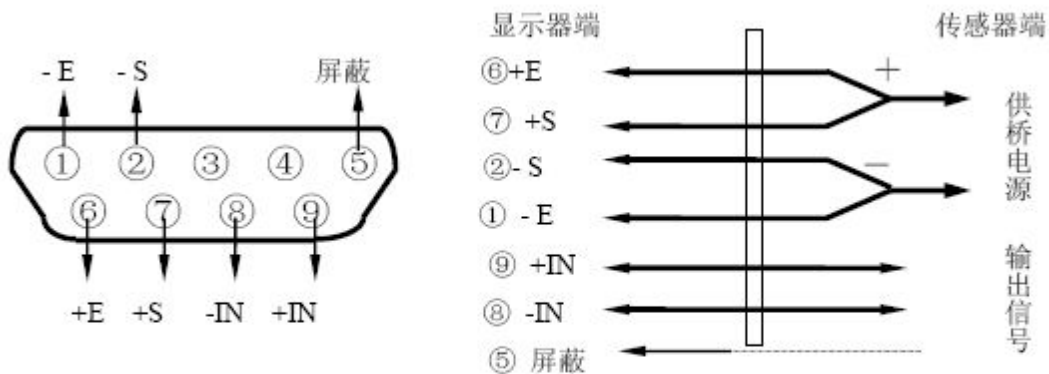 - E
- S
屏蔽
① ② ③ ④ ⑤
⑥ ⑦ ⑧ ⑨
+E
+S
-IN
+IN
显示器端
传感器端
⑥+E
⑦ +S
②- S
① - E
⑨ +IN
⑧ -IN
⑤ 屏蔽
+
−
供桥电源
输出信号